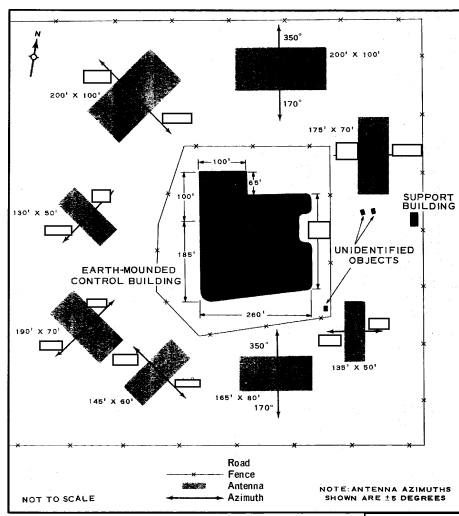 N
350°
200' X 100'
200' X 100'
170°
175' X 70'
100'
65'
100'
130' X 50'
SUPPORT
BUILDING
185'
UNIDENTIFIED
OBJECTS
EARTH-MOUNDED
CONTROL BUILDING
260'
190' X 70'
350°
135' X 50'
145' X 60'
165' X 80'
170°
Road
Fence
Antenna
Azimuth
NOT TO SCALE
NOTE: ANTENNA AZIMUTHS
SHOWN ARE ±5 DEGREES